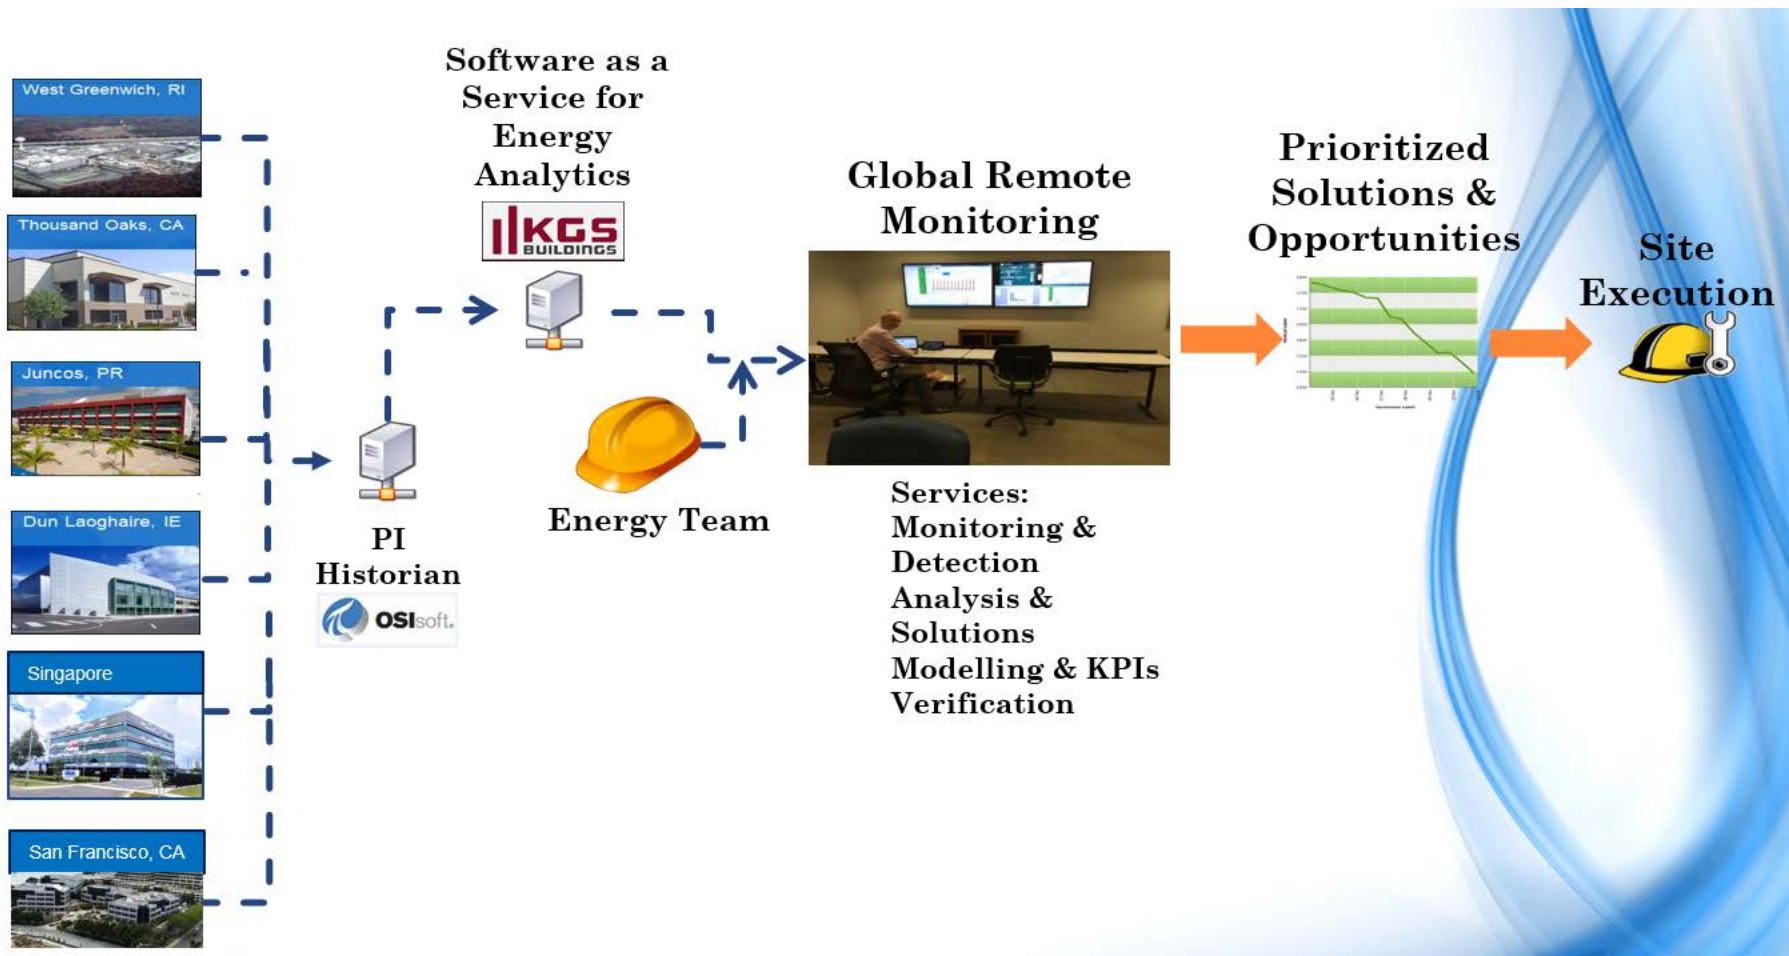 West Greenwich, RI
Thousand Oaks, CA
Juncos, PR
Dun Laoghaire, IE
Singapore
San Francisco, CA
PI
Historian
OSIsoft.
Software as a
Service for
Energy
Analytics
KGS
BUILDINGS
Energy Team
Global Remote
Monitoring
Services:
Monitoring &
Detection
Analysis &
Solutions
Modelling & KPIs
Verification
Prioritized
Solutions &
Opportunities
Site
Execution